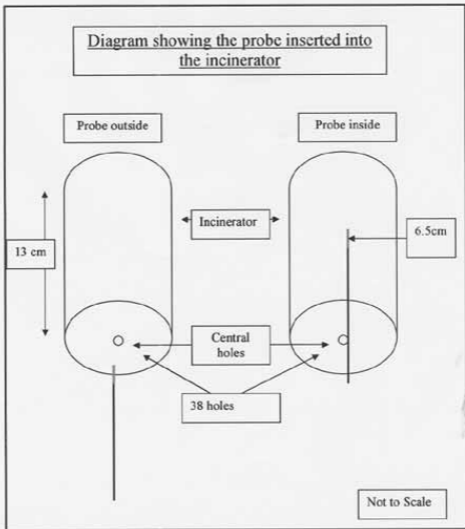 Diagram showing the probe inserted into
the incinerator
Probe outside
Probe inside
Incinerator
6.5cm
13 cm
Central
holes
38 holes
Not to Scale